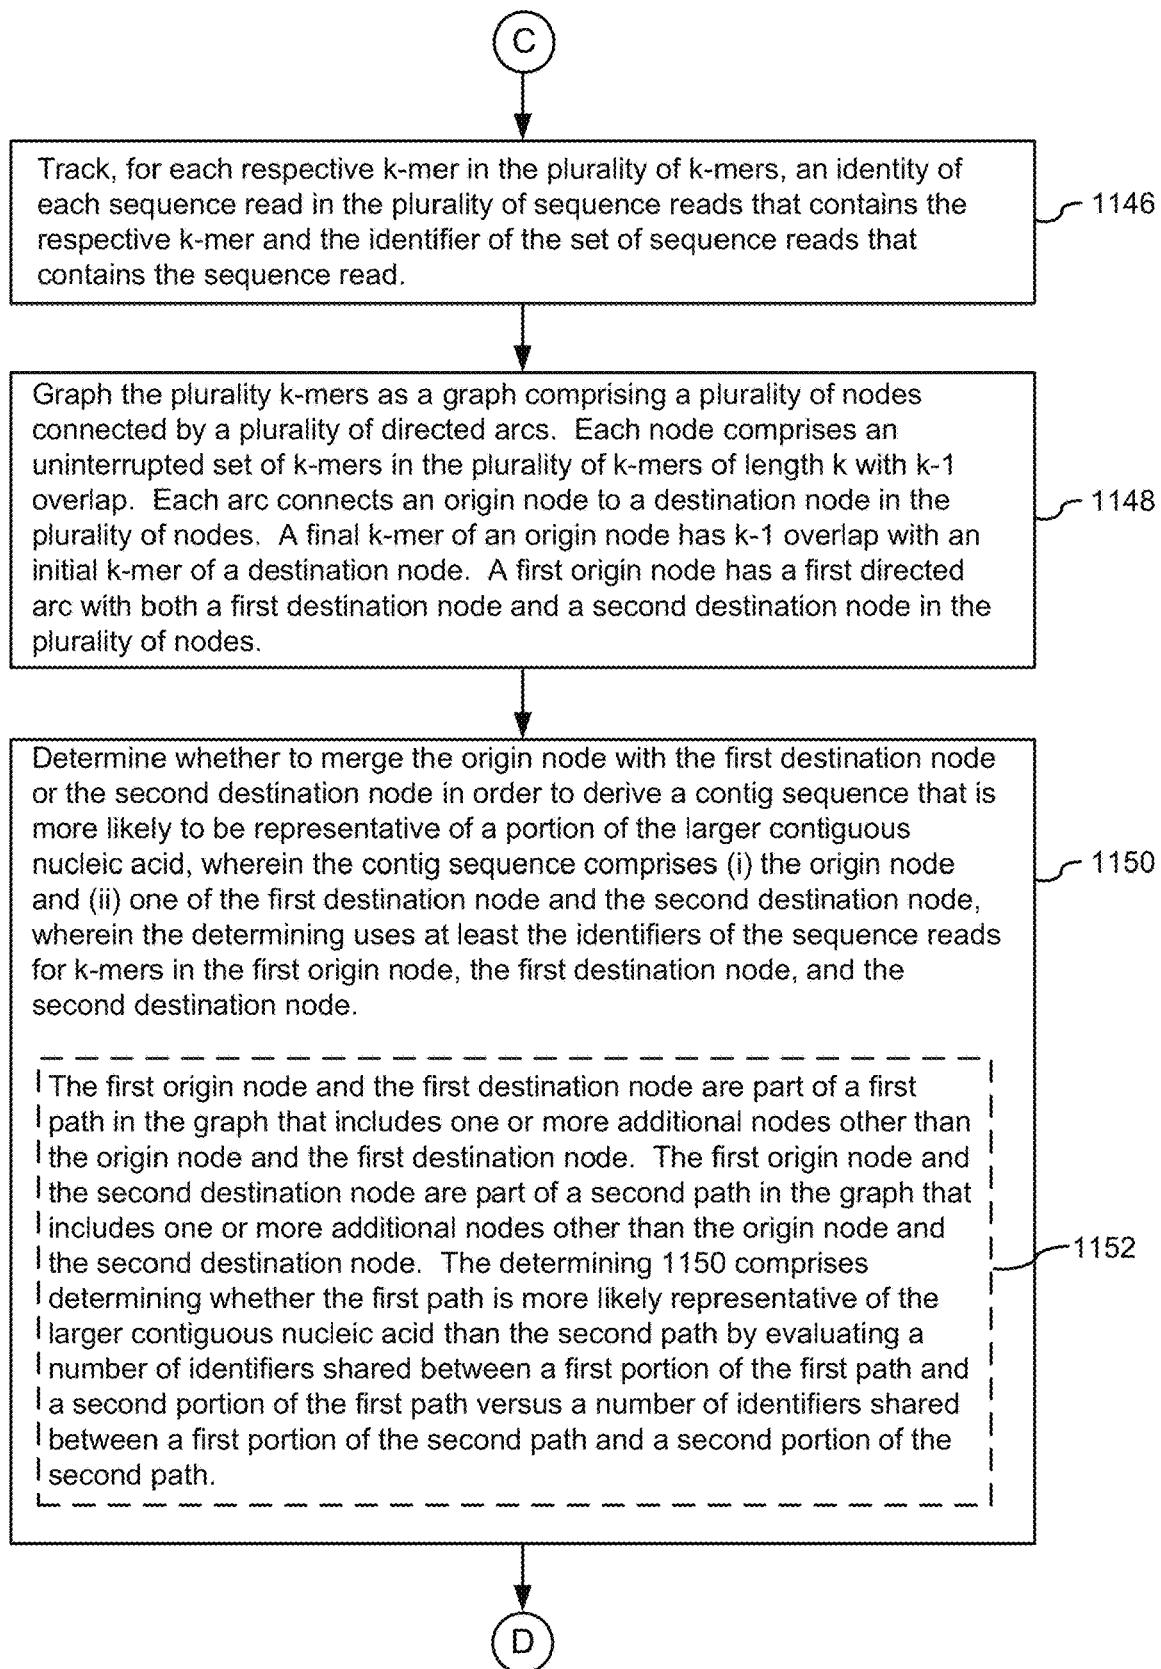 C
Track, for each respective k-mer in the plurality of k-mers, an identity of
each sequence read in the plurality of sequence reads that contains the
respective k-mer and the identifier of the set of sequence reads that
contains the sequence read.
1146
Graph the plurality k-mers as a graph comprising a plurality of nodes
connected by a plurality of directed arcs. Each node comprises an
uninterrupted set of k-mers in the plurality of k-mers of length k with k-1
overlap. Each arc connects an origin node to a destination node in the
plurality of nodes. A final k-mer of an origin node has k-1 overlap with an
initial k-mer of a destination node. A first origin node has a first directed
arc with both a first destination node and a second destination node in the
plurality of nodes.
1148
Determine whether to merge the origin node with the first destination node
or the second destination node in order to derive a contig sequence that is
more likely to be representative of a portion of the larger contiguous
nucleic acid, wherein the contig sequence comprises (i) the origin node
and (ii) one of the first destination node and the second destination node,
wherein the determining uses at least the identifiers of the sequence reads
for k-mers in the first origin node, the first destination node, and the
second destination node.
1150
The first origin node and the first destination node are part of a first
path in the graph that includes one or more additional nodes other than
the origin node and the first destination node. The first origin node and
the second destination node are part of a second path in the graph that
includes one or more additional nodes other than the origin node and
the second destination node. The determining 1150 comprises
determining whether the first path is more likely representative of the
larger contiguous nucleic acid than the second path by evaluating a
number of identifiers shared between a first portion of the first path and
a second portion of the first path versus a number of identifiers shared
between a first portion of the second path and a second portion of the
second path.
1152
D